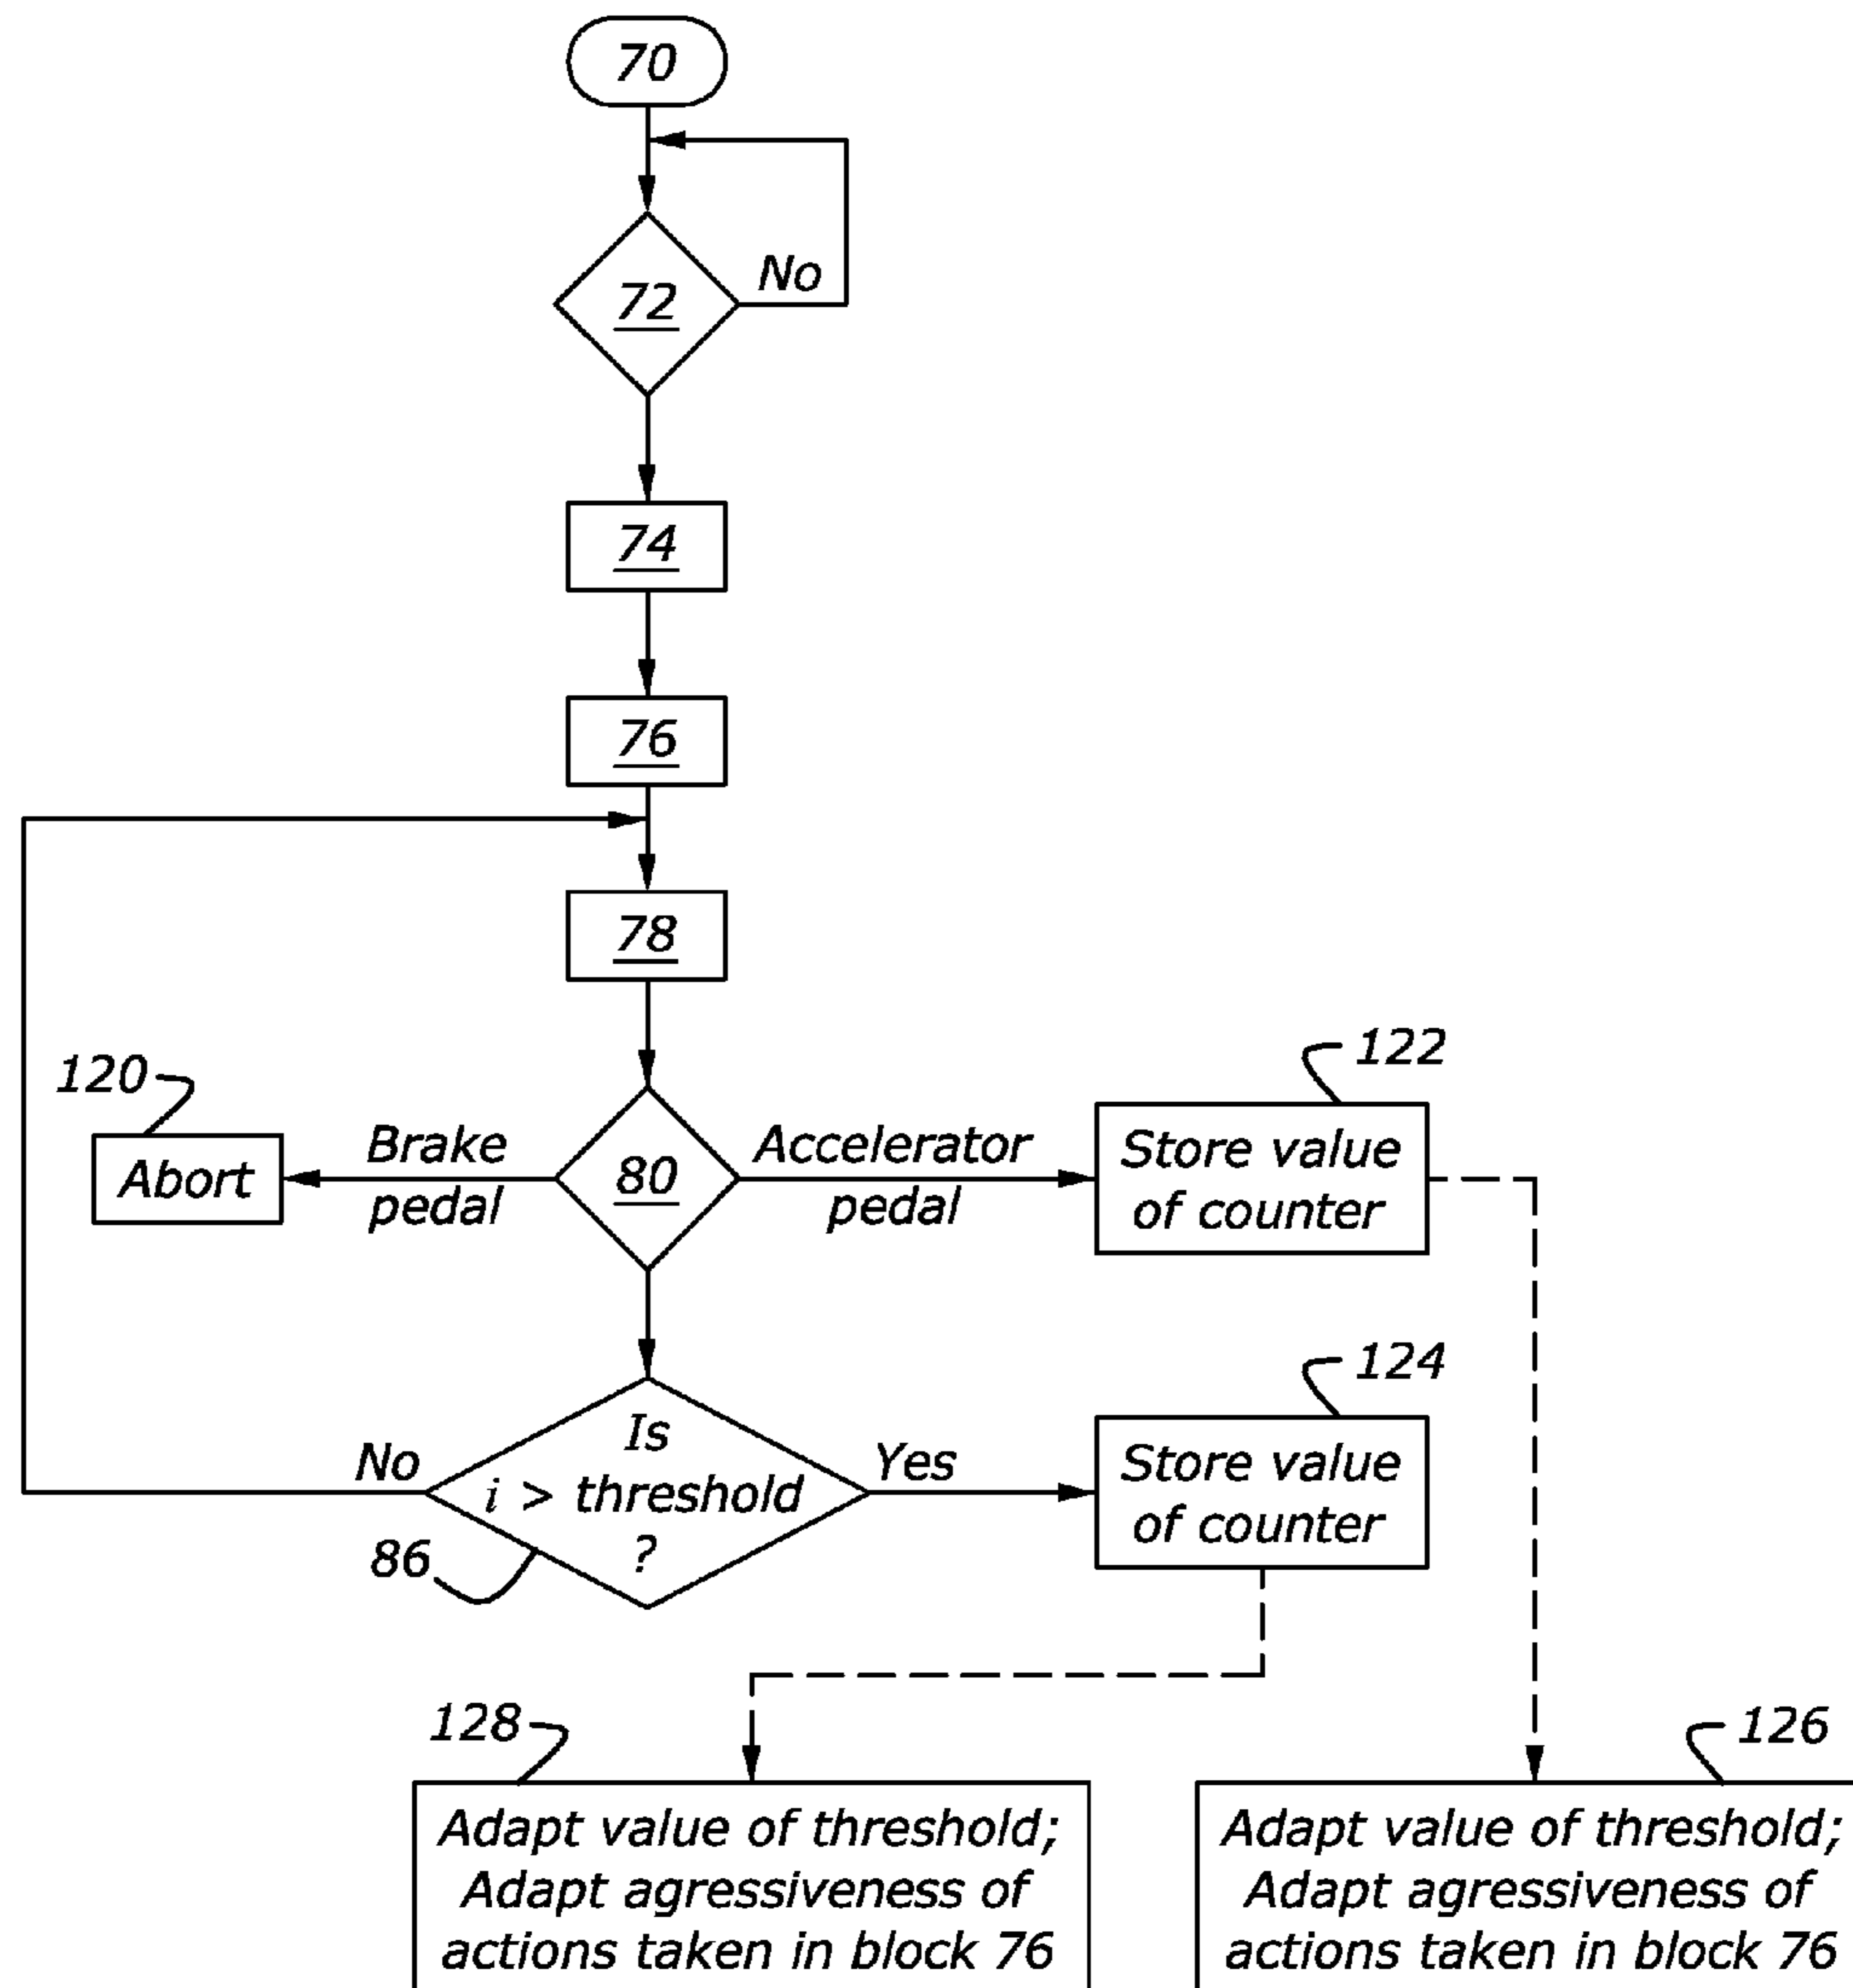 70
No
72
74
76
78
122
120
Brake
pedal
Accelerator
pedal
80
Abort
Store value
of counter
124
No
Is
i > threshold
?
Yes
Store value
of counter
86
128
126
Adapt value of threshold;
Adapt agressiveness of
actions taken in block 76
Adapt value of threshold;
Adapt agressiveness of
actions taken in block 76